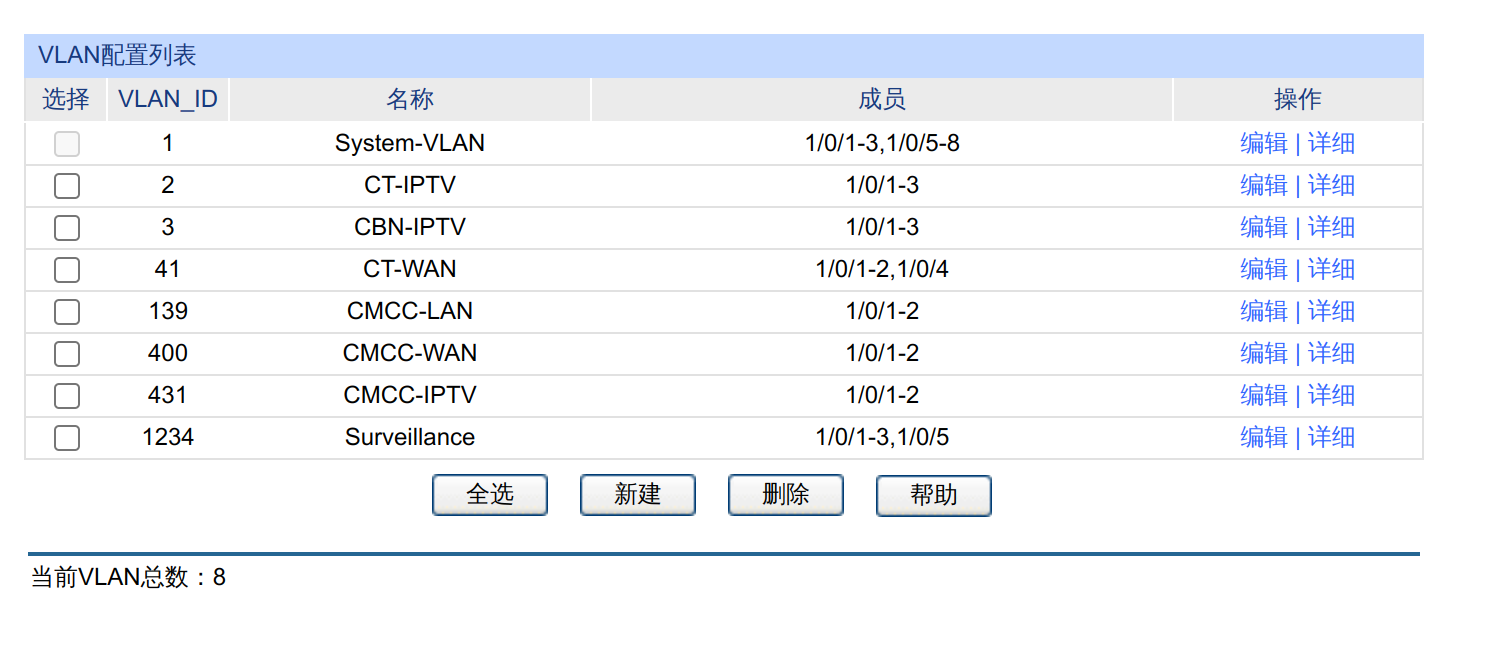 VLAN配置列表
选择 VLAN_ID 名称 成员 操作
1 System-VLAN 1/0/1-3,1/0/5-8 编辑 | 详细
2 CT-IPTV 1/0/1-3 编辑 | 详细
3 CBN-IPTV 1/0/1-3 编辑 | 详细
41 CT-WAN 1/0/1-2,1/0/4 编辑 | 详细
139 CMCC-LAN 1/0/1-2 编辑 | 详细
400 CMCC-WAN 1/0/1-2 编辑 | 详细
431 CMCC-IPTV 1/0/1-2 编辑 | 详细
1234 Surveillance 1/0/1-3,1/0/5 编辑 | 详细
全选 新建 删除 帮助
当前VLAN总数：8